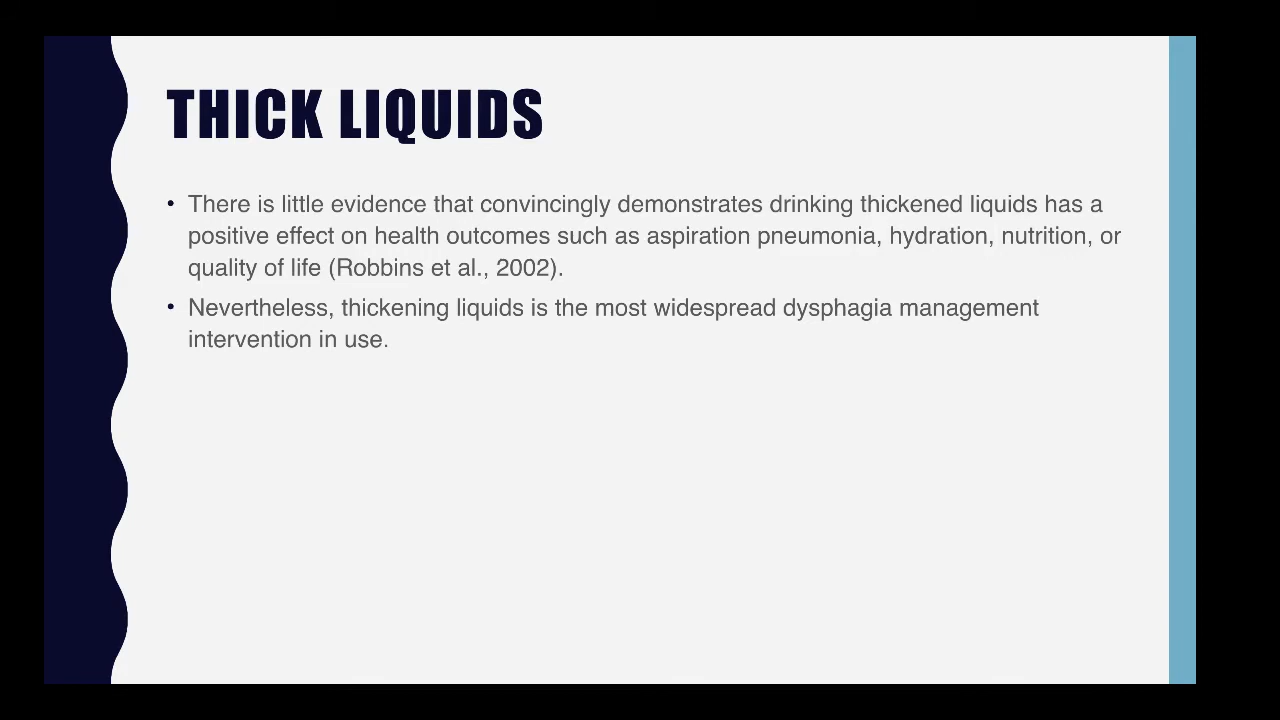 THICK LIQUIDS
• There is little evidence that convincingly demonstrates drinking thickened liquids has a
positive effect on health outcomes such as aspiration pneumonia, hydration, nutrition, or
quality of life (Robbins et al., 2002).
• Nevertheless, thickening liquids is the most widespread dysphagia management
intervention in use.